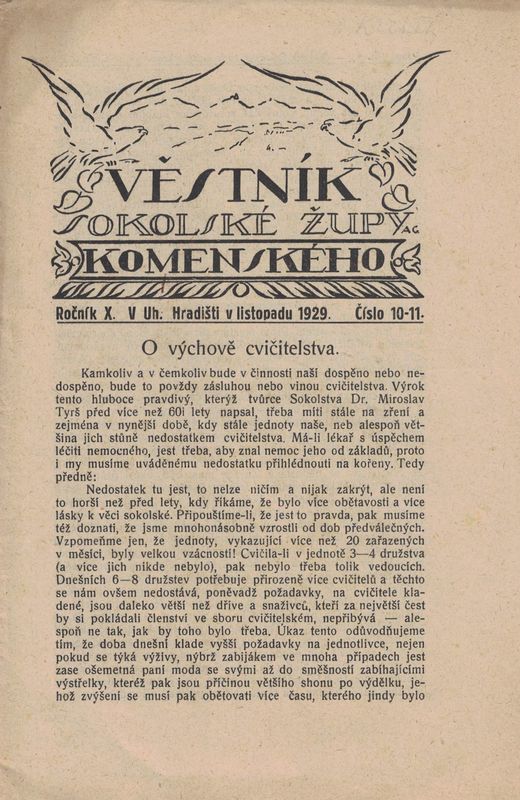 VĚSTNÍK
SOKOLSKÉ ŽUPY
KOMENSKÉHO
Ročník X. V Uh. Hradišti v listopadu 1929. Číslo 10-11.
O výchově cvičitelstva.
Kamkoliv a v čemkoliv bude v činnosti naší dospěno nebo ne-
dospěno, bude to povždy zásluhou nebo vinou cvičitelstva. Výrok
tento hluboce pravdivý, kterýž tvůrce Sokolstva Dr. Miroslav
Tyrš před více než 60i lety napsal, třeba míti stále na zření a
zejména v nynější době, kdy stále jednoty naše, neb alespoň vět-
šina jich stůně nedostatkem cvičitelstva. Má-li lékař s úspěchem
léčiti nemocného, jest třeba, aby znal nemoc jeho od základů, proto
i my musíme uváděnému nedostatku přihlédnouti na kořeny. Tedy
předně:
Nedostatek tu jest, to nelze ničím a nijak zakrýt, ale není
to horší než před lety, kdy říkáme, že bylo více obětavosti a více
lásky k věci sokolské. Připouštíme-li, že jest to pravda, pak musíme
též doznati, že jsme mnohonásobně vzrostli od dob předválečných.
Vzpomeňme jen, že jednoty, vykazující více než 20 zařazených
v měsíci, byly velkou vzácností! Cvičila-li v jednotě 3—4 družstva
(a více jich nikde nebylo), pak nebylo třeba tolik vedoucích.
Dnešních 6—8 družstev potřebuje přirozeně více cvičitelů a těchto
se nám ovšem nedostává, poněvadž požadavky, na cvičitele kla-
dené, jsou daleko větší než dříve a snaživců, kteří za největší čest
by si pokládali členství ve sboru cvičitelském, nepřibývá — ale-
spoň ne tak, jak by toho bylo třeba. Úkaz tento odůvodňujeme
tím, že doba dnešní klade vyšší požadavky na jednotlivce, nejen
pokud se týká výživy, nýbrž zabijákem ve mnoha případech jest
zase ošemetná paní moda se svými až do směšností zabíhajícími
výstřelky, kteréž pak jsou příčinou většího shonu po výdělku, je-
hož zvýšení se musí pak obětovati více času, kterého jindy bylo